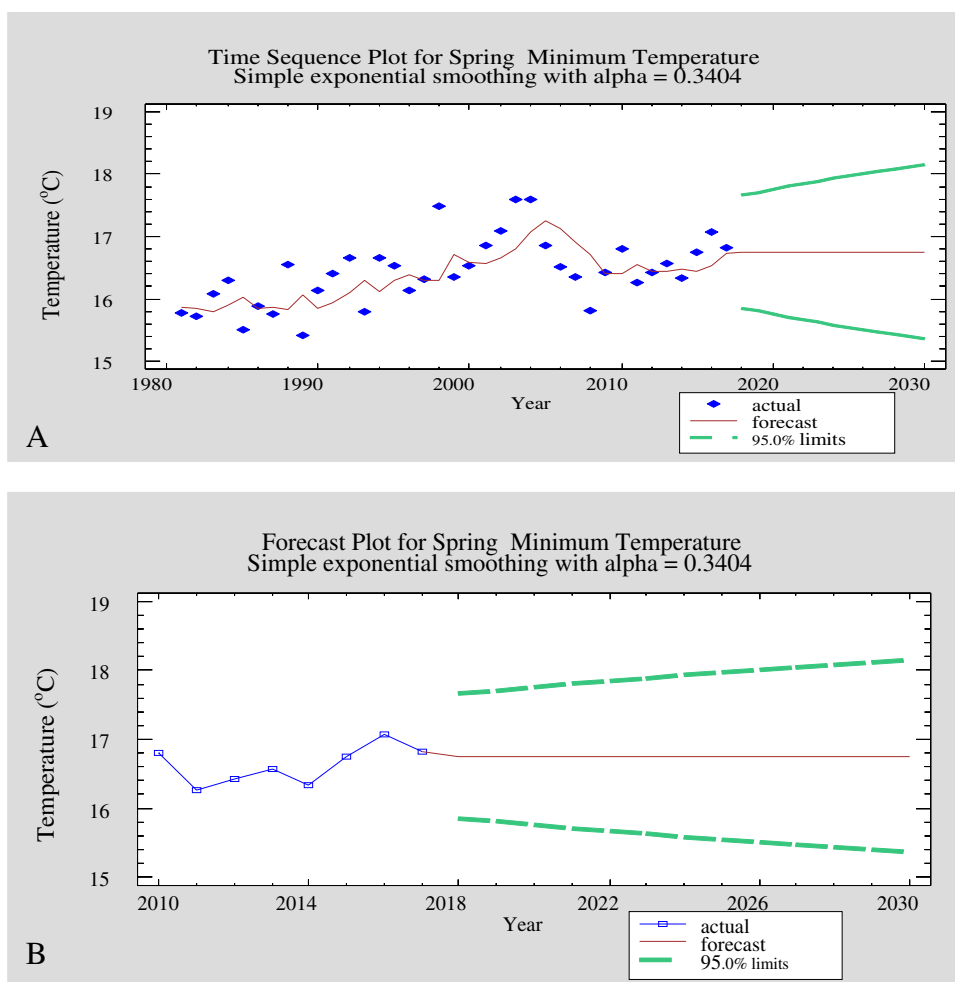 Time Sequence Plot for Spring Minimum Temperature
Simple exponential smoothing with alpha = 0.3404
19
18
17
16
15
Temperature (°C)
1980 1990 2000 2010 2020 2030
Year
actual
forecast
95.0% limits
A
Forecast Plot for Spring Minimum Temperature
Simple exponential smoothing with alpha = 0.3404
19
18
17
16
15
Temperature (°C)
2010 2014 2018 2022 2026 2030
Year
actual
forecast
95.0% limits
B